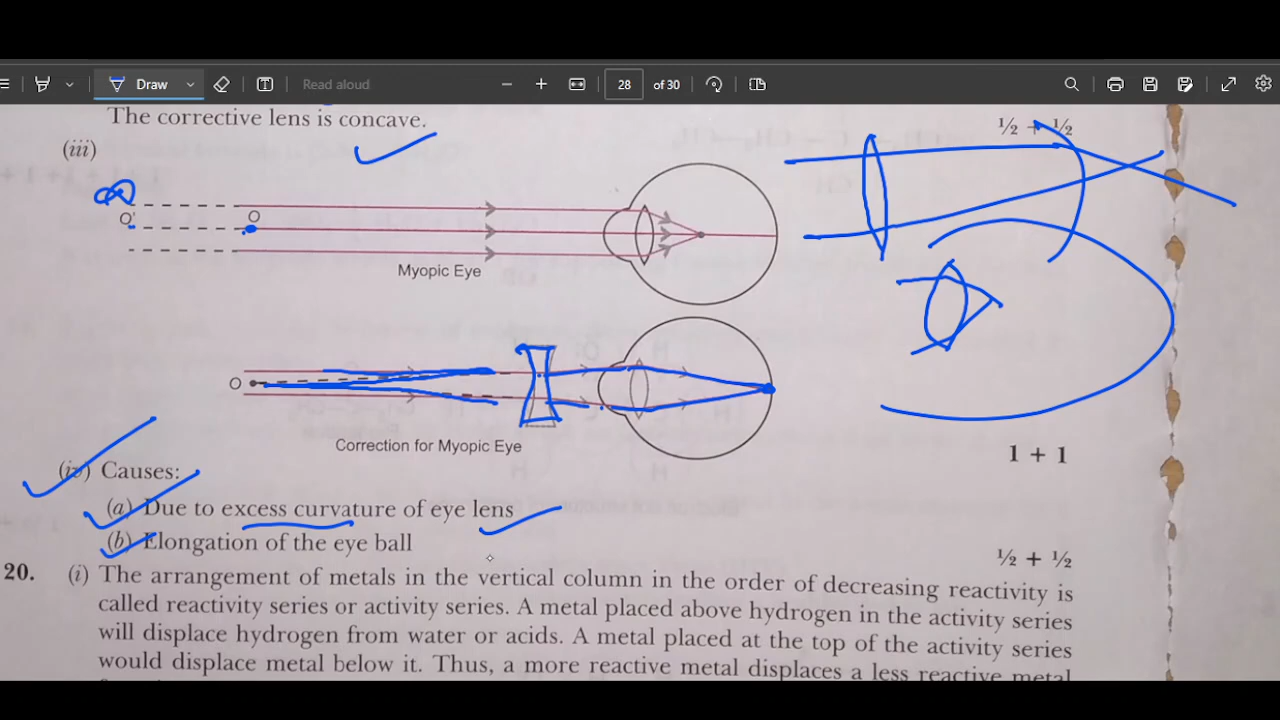 Draw
Read aloud
28 of 30
The corrective lens is concave.
½ + ½
(iii)
∞
O'
O
Myopic Eye
O
Correction for Myopic Eye
1 + 1
(iv) Causes:
(a) Due to excess curvature of eye lens
(b) Elongation of the eye ball
½ + ½
20. (i) The arrangement of metals in the vertical column in the order of decreasing reactivity is
called reactivity series or activity series. A metal placed above hydrogen in the activity series
will displace hydrogen from water or acids. A metal placed at the top of the activity series
would displace metal below it. Thus, a more reactive metal displaces a less reactive metal